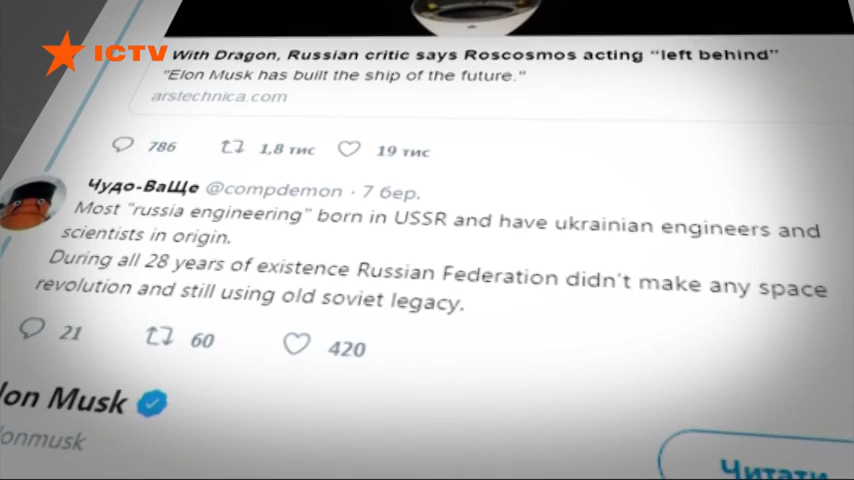 ICTV
With Dragon, Russian critic says Roscosmos acting “left behind”
"Elon Musk has built the ship of the future."
arstechnica.com
786 1,8 тис 19 тис
Чудо-ВаЩе @compdemon · 7 бер.
Most "russia engineering" born in USSR and have ukrainian engineers and
scientists in origin.
During all 28 years of existence Russian Federation didn't make any space
revolution and still using old soviet legacy.
21 60 420
lon Musk
lonmusk
Читати